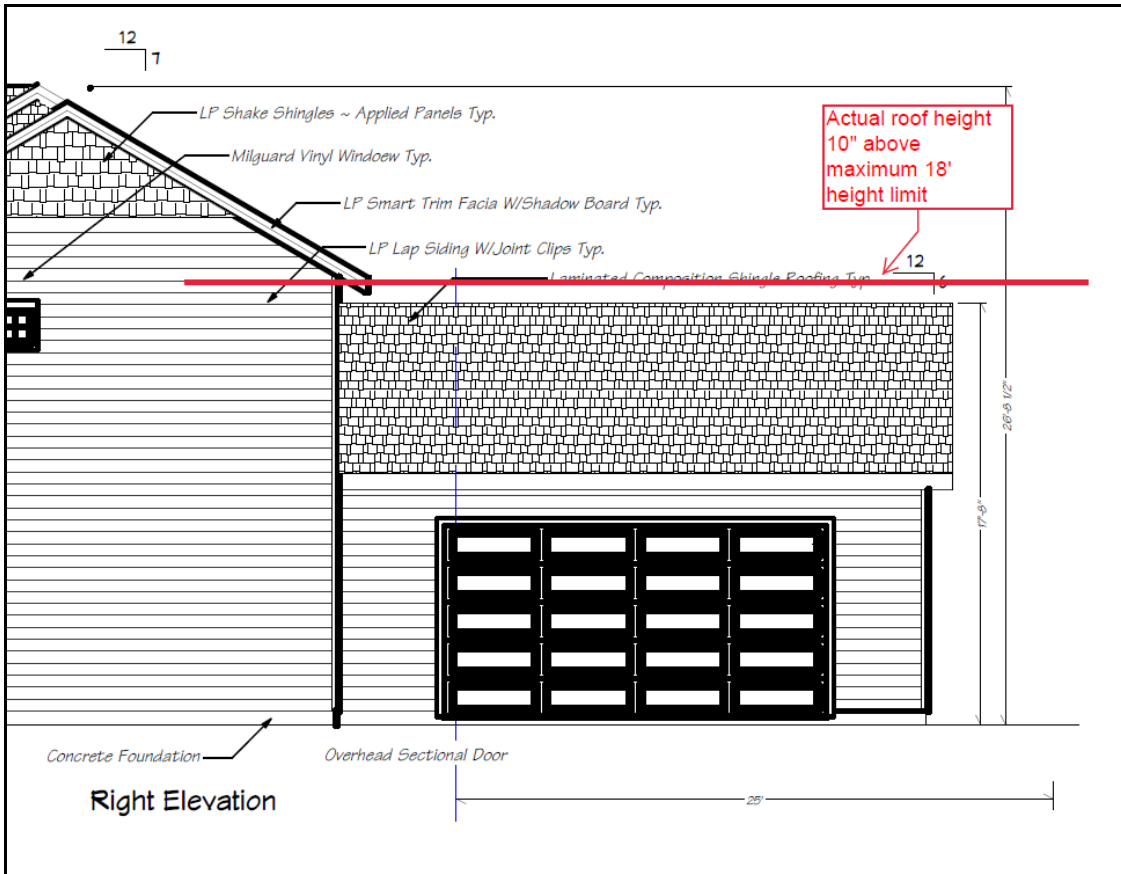 12
7
LP Shake Shingles ~ Applied Panels Typ.
Milguard Vinyl Windoew Typ.
LP Smart Trim Facia W/Shadow Board Typ.
LP Lap Siding W/Joint Clips Typ.
Laminated Composition Shingle Roofing Typ.
Actual roof height
10" above
maximum 18'
height limit
12
26'-8 1/2"
17'-8"
Concrete Foundation
Overhead Sectional Door
Right Elevation
25'